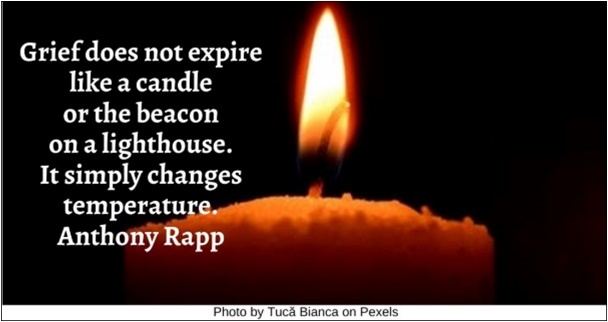 Grief does not expire
like a candle
or the beacon
on a lighthouse.
It simply changes
temperature.
Anthony Rapp
Photo by Tucă Bianca on Pexels